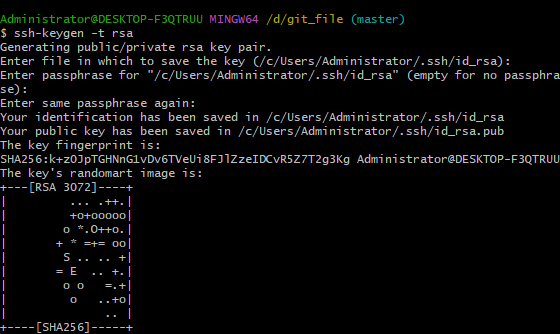 Administrator@DESKTOP-F3QTRUU MINGW64 /d/git_file (master)
$ ssh-keygen -t rsa
Generating public/private rsa key pair.
Enter file in which to save the key (/c/Users/Administrator/.ssh/id_rsa):
Enter passphrase for "/c/Users/Administrator/.ssh/id_rsa" (empty for no passphra
se):
Enter same passphrase again:
Your identification has been saved in /c/Users/Administrator/.ssh/id_rsa
Your public key has been saved in /c/Users/Administrator/.ssh/id_rsa.pub
The key fingerprint is:
SHA256:k+zOJpTGHNnG1vDv6TVeUi8FJlZzeIDCvR5Z7T2g3Kg Administrator@DESKTOP-F3QTRUU
The key's randomart image is:
+---[RSA 3072]----+
|        ... .++.|
|        +o+ooooo|
|       o *.O++o.|
|      + * =+= oo|
|       S .. .. +|
|      = E  .. +.|
|       o o   =.+|
|        o   ..+o|
|             .. |
+----[SHA256]-----+